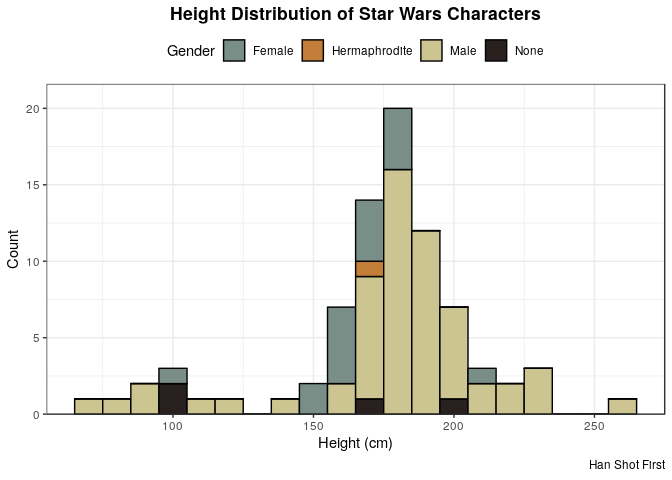 Height Distribution of Star Wars Characters
Gender Female Hermaphrodite Male None
20
15
10
5
0
Count
100 150 200 250
Height (cm)
Han Shot First